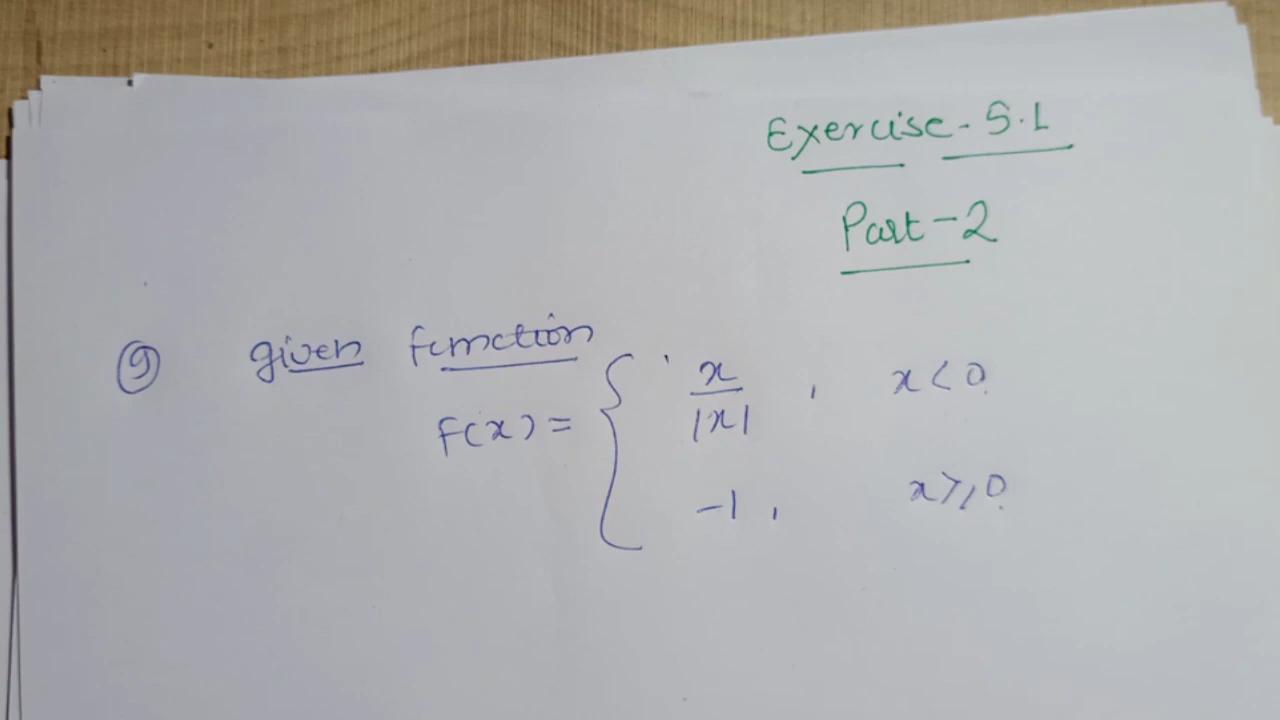 Exercise-5.1
Part-2
9 given function
f(x) = { x/|x| , x<0.
-1 , x≥0.